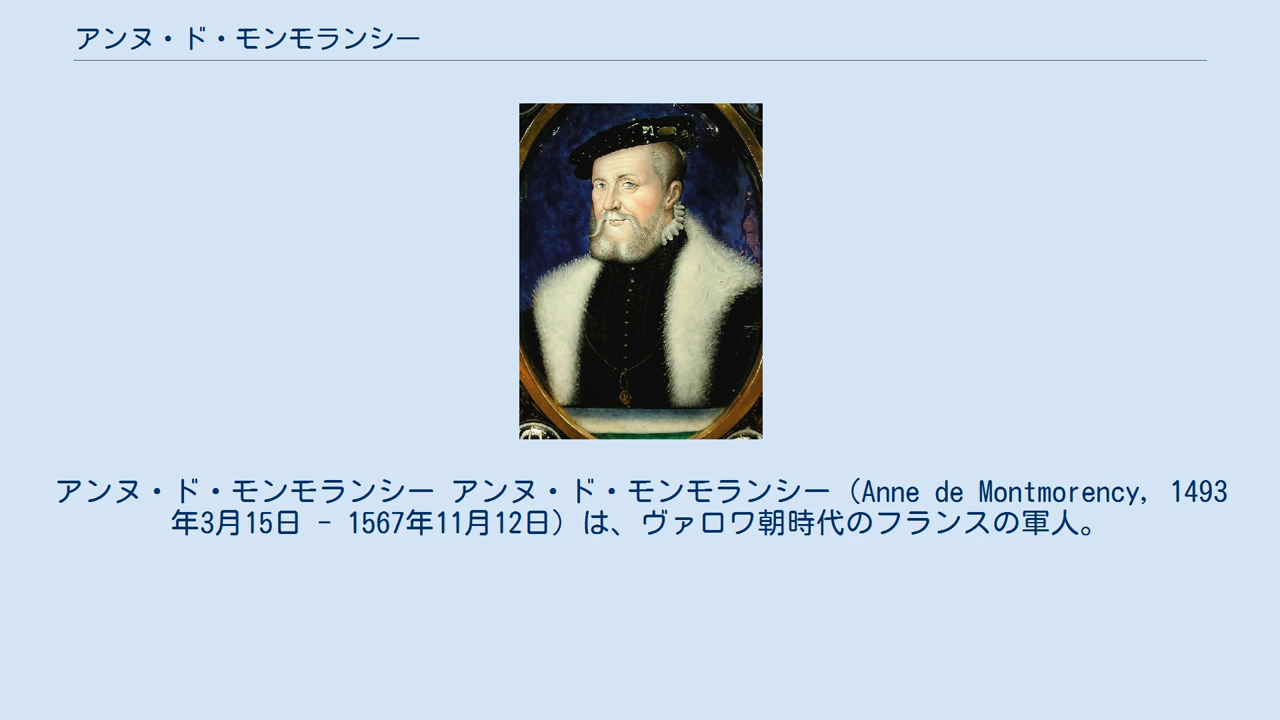 アンヌ・ド・モンモランシー
アンヌ・ド・モンモランシー アンヌ・ド・モンモランシー（Anne de Montmorency, 1493
年3月15日 - 1567年11月12日）は、ヴァロワ朝時代のフランスの軍人。